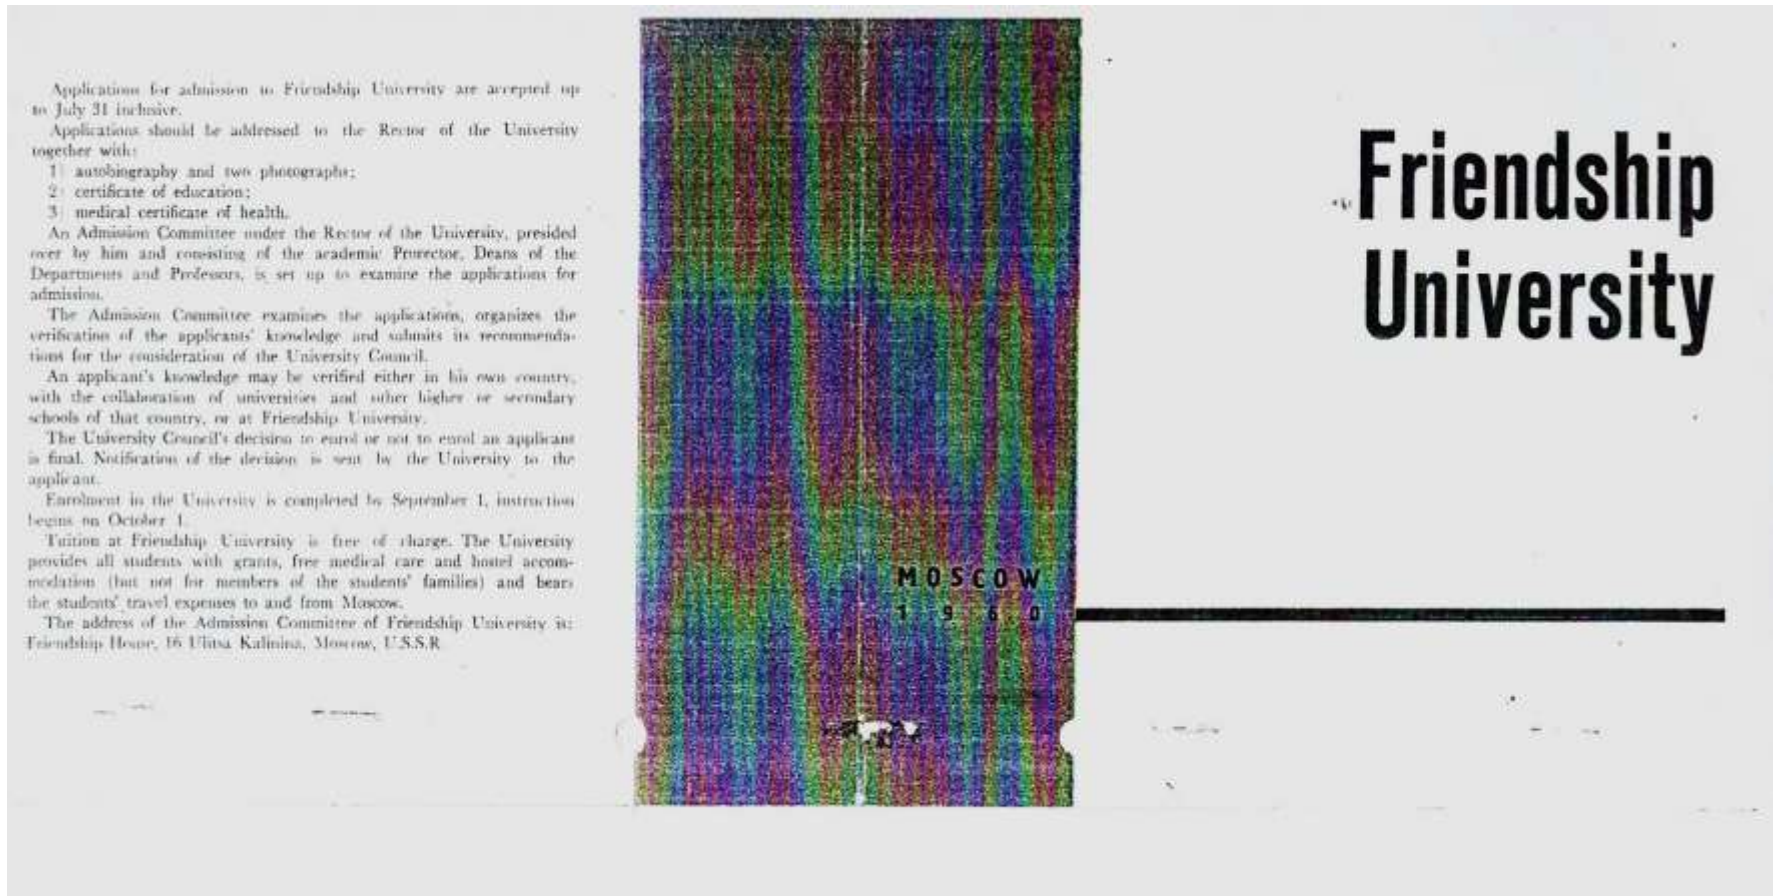 Applications for admission to Friendship University are accepted up
to July 31 inclusive.
Applications should be addressed to the Rector of the University
together with:
1) autobiography and two photographs;
2) certificate of education;
3) medical certificate of health.
An Admission Committee under the Rector of the University, presided
over by him and consisting of the academic Prorector, Deans of the
Departments and Professors, is set up to examine the applications for
admission.
The Admission Committee examines the applications, organizes the
verification of the applicants' knowledge and submits its recommenda-
tions for the consideration of the University Council.
An applicant's knowledge may be verified either in his own country,
with the collaboration of universities and other higher or secondary
schools of that country, or at Friendship University.
The University Council's decision to enrol or not to enrol an applicant
is final. Notification of the decision is sent by the University to the
applicant.
Enrolment in the University is completed by September 1, instruction
begins on October 1.
Tuition at Friendship University is free of charge. The University
provides all students with grants, free medical care and hostel accom-
modation (but not for members of the students' families) and bears
the students' travel expenses to and from Moscow.
The address of the Admission Committee of Friendship University is:
Friendship House, 16 Ulitsa Kalinina, Moscow, U.S.S.R.
MOSCOW
1960
Friendship
University